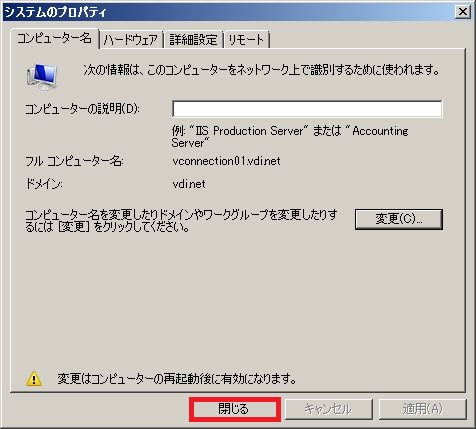 システムのプロパティ
コンピューター名 ハードウェア 詳細設定 リモート
次の情報は、このコンピューターをネットワーク上で識別するために使われます。
コンピューターの説明(D):
例: "IIS Production Server" または "Accounting
Server"
フル コンピューター名: vconnection01.vdi.net
ドメイン: vdi.net
コンピューター名を変更したりドメインやワークグループを変更したりす
るには [変更] をクリックしてください。
変更(C)...
変更はコンピューターの再起動後に有効になります。
閉じる キャンセル 適用(A)